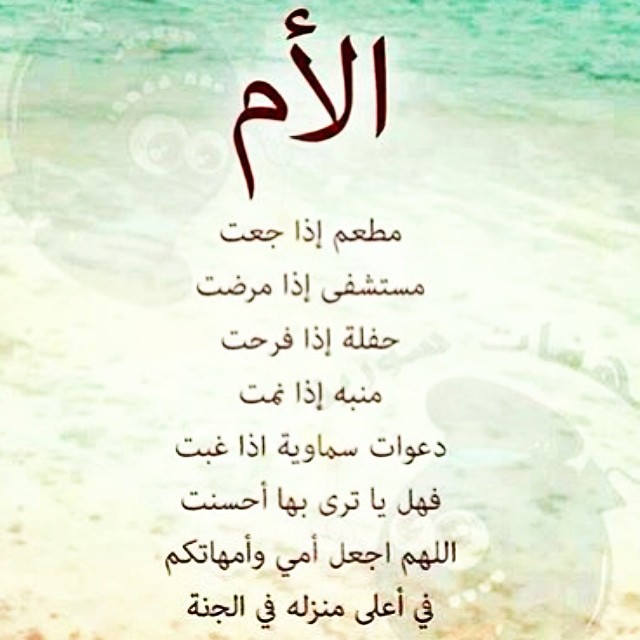 الأم
مطعم إذا جعت
مستشفى إذا مرضت
حفلة إذا فرحت
منبه إذا نمت
دعوات سماوية اذا غبت
فهل يا ترى بها أحسنت
اللهم اجعل أمي وأمهاتكم
في أعلى منزله في الجنة